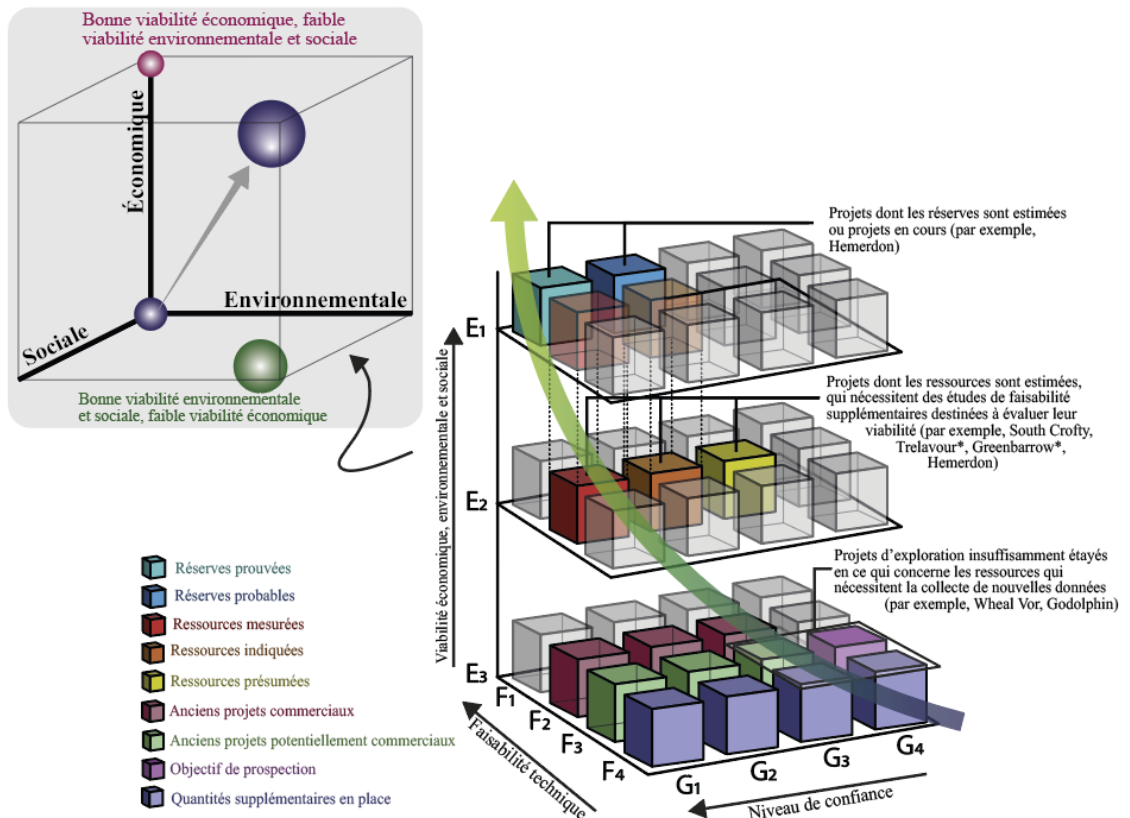 Bonne viabilité économique, faible
viabilité environnementale et sociale
Économique
Environnementale
Sociale
Bonne viabilité environnementale
et sociale, faible viabilité économique
Projets dont les réserves sont estimées
ou projets en cours (par exemple,
Hemerdon)
Projets dont les ressources sont estimées,
qui nécessitent des études de faisabilité
supplémentaires destinées à évaluer leur
viabilité (par exemple, South Crofty,
Trelavour*, Greenbarrow*,
Hemerdon)
Projets d’exploration insuffisamment étayés
en ce qui concerne les ressources qui
nécessitent la collecte de nouvelles données
(par exemple, Wheal Vor, Godolphin)
Viabilité économique, environnementale et sociale
E1
E2
E3
F1
F2
F3
F4
G1
G2
G3
G4
Faisabilité technique
Niveau de confiance
Réserves prouvées
Réserves probables
Ressources mesurées
Ressources indiquées
Ressources présumées
Anciens projets commerciaux
Anciens projets potentiellement commerciaux
Objectif de prospection
Quantités supplémentaires en place